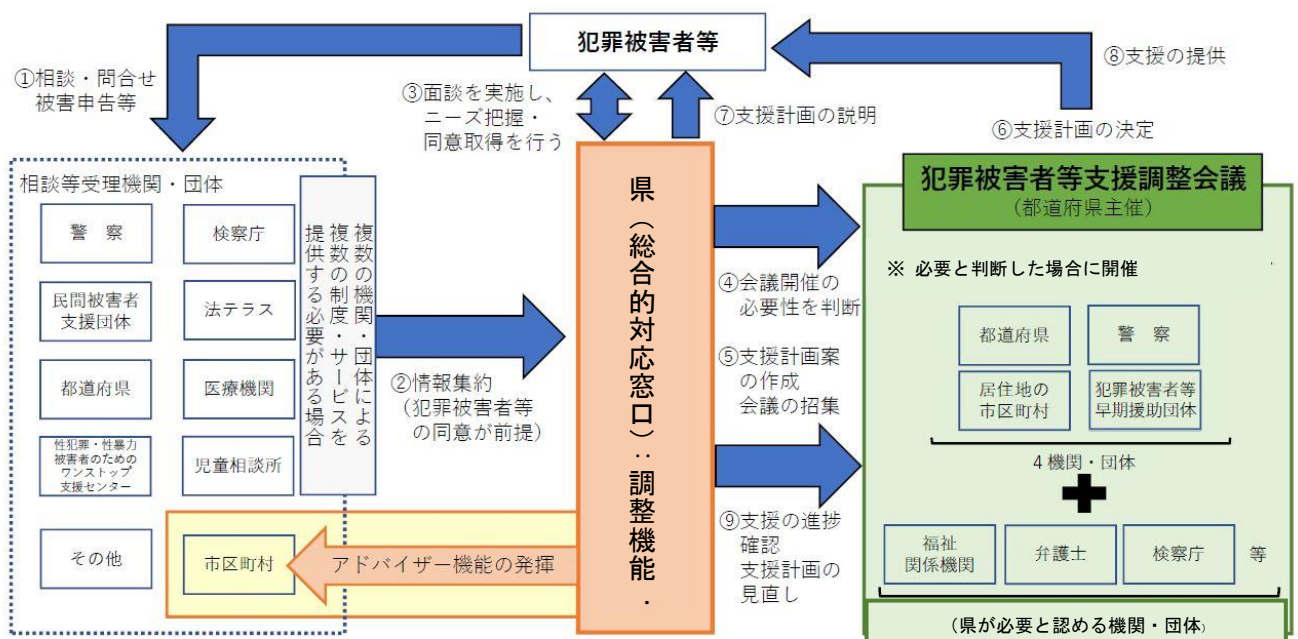 犯罪被害者等
①相談・問合せ
被害申告等
③面談を実施し、
ニーズ把握・
同意取得を行う
⑦支援計画の説明
⑧支援の提供
⑥支援計画の決定
相談等受理機関・団体
警 察
検察庁
民間被害者
支援団体
法テラス
都道府県
医療機関
性犯罪・性暴力
被害者のための
ワンストップ
支援センター
児童相談所
その他
市区町村
複数の機関・団体による
複数の制度・サービスを
提供する必要がある場合
②情報集約
(犯罪被害者等
の同意が前提)
アドバイザー機能の発揮
県(総合的対応窓口):調整機能
④会議開催の
必要性を判断
⑤支援計画案
の作成
会議の招集
⑨支援の進捗
確認
支援計画の
見直し
犯罪被害者等支援調整会議
(都道府県主催)
※ 必要と判断した場合に開催
都道府県
警 察
居住地の
市区町村
犯罪被害者等
早期援助団体
4機関・団体
福祉
関係機関
弁護士
検察庁
等
(県が必要と認める機関・団体)